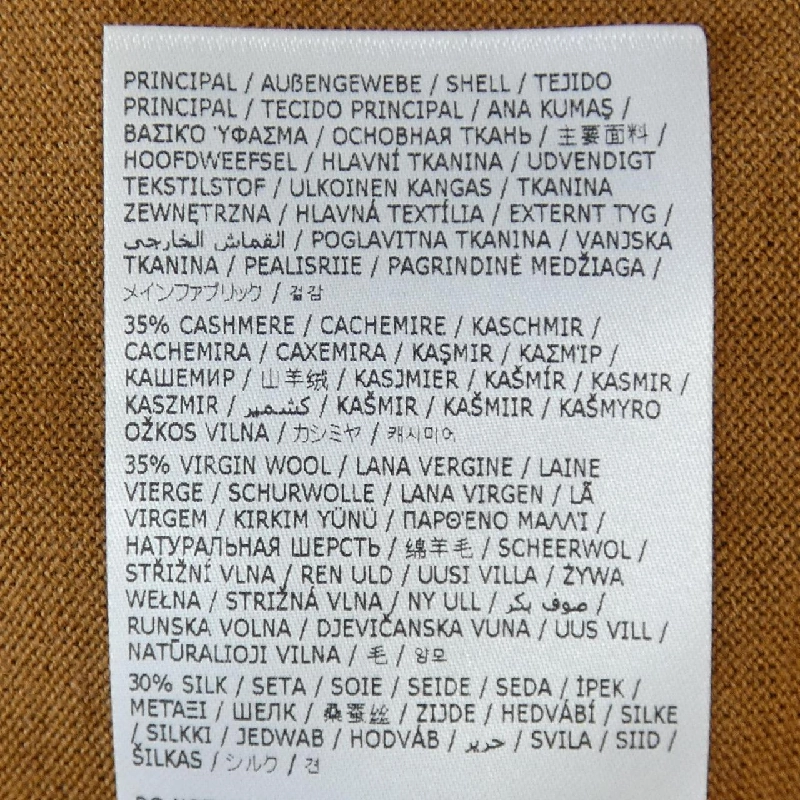 PRINCIPAL / AUßENGEWEBE / SHELL / TEJIDO
PRINCIPAL / TECIDO PRINCIPAL / ANA KUMAŞ /
ΒΑΣΙΚΌ ΎΦΑΣΜΑ / ОСНОВНАЯ ТКАНЬ / 主要面料 /
HOOFDWEEFSEL / HLAVNÍ TKANINA / UDVENDIGT
TEKSTILSTOF / ULKOINEN KANGAS / TKANINA
ZEWNĘTRZNA / HLAVNÁ TEXTÍLIA / EXTERNT TYG /
القماش الخارجي / POGLAVITNA TKANINA / VANJSKA
TKANINA / PEALISRIIE / PAGRINDINĖ MEDŽIAGA /
メインファブリック / 겉감
35% CASHMERE / CACHEMIRE / KASCHMIR /
CACHEMIRA / CAXEMIRA / KAŞMIR / ΚΑΣΜΊΡ /
КАШЕМИР / 山羊绒 / KASJMIER / KAŠMÍR / KASMIR /
KASZMIR / كشمير / KAŠMIR / KAŠMIIR / KAŠMYRO
OŽKOS VILNA / カシミヤ / 캐시미어
35% VIRGIN WOOL / LANA VERGINE / LAINE
VIERGE / SCHURWOLLE / LANA VIRGEN / LÃ
VIRGEM / KIRKIM YÜNÜ / ΠΑΡΘΈΝΟ ΜΑΛΛΊ /
НАТУРАЛЬНАЯ ШЕРСТЬ / 绵羊毛 / SCHEERWOL /
STŘIŽNÍ VLNA / REN ULD / UUSI VILLA / ŻYWA
WEŁNA / STRIŽNÁ VLNA / NY ULL / صوف بكر /
RUNSKA VOLNA / DJEVIČANSKA VUNA / UUS VILL /
NATŪRALIOJI VILNA / 毛 / 양모
30% SILK / SETA / SOIE / SEIDE / SEDA / İPEK /
ΜΕΤΑΞΙ / ШЕЛК / 桑蚕丝 / ZIJDE / HEDVÁBÍ / SILKE
/ SILKKI / JEDWAB / HODVÁB / حرير / SVILA / SIID /
ŠILKAS / シルク / 견